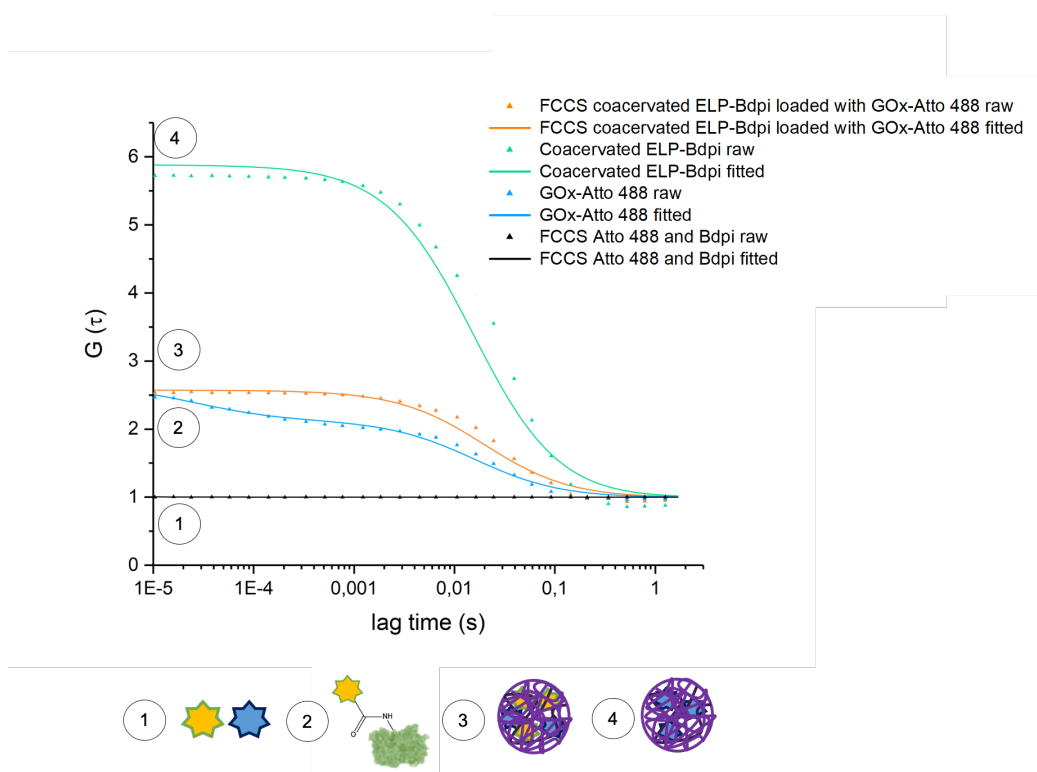 FCCS coacervated ELP-Bdpi loaded with GOx-Atto 488 raw
FCCS coacervated ELP-Bdpi loaded with GOx-Atto 488 fitted
Coacervated ELP-Bdpi raw
Coacervated ELP-Bdpi fitted
GOx-Atto 488 raw
GOx-Atto 488 fitted
FCCS Atto 488 and Bdpi raw
FCCS Atto 488 and Bdpi fitted
4
3
2
1
G (τ)
6
5
4
3
2
1
0
1E-5 1E-4 0,001 0,01 0,1 1
lag time (s)
1 2 3 4
NH
O